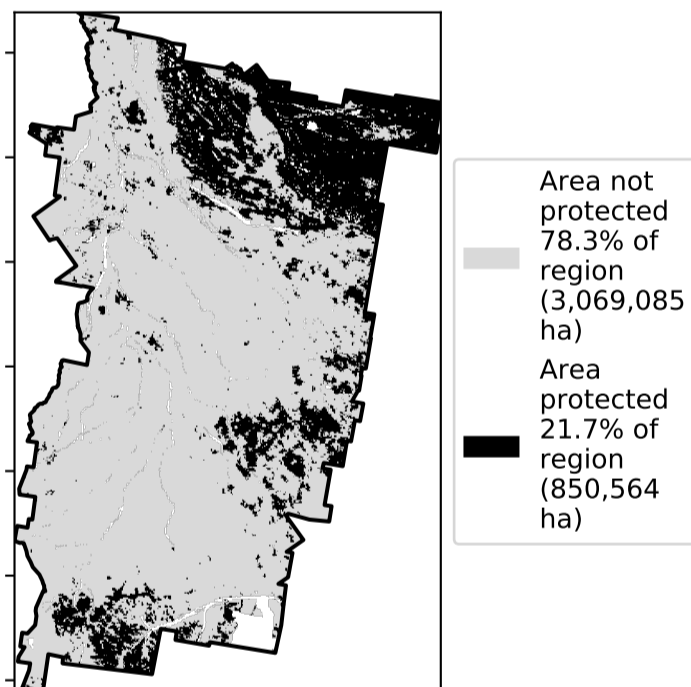 Area not
protected
78.3% of
region
(3,069,085
ha)
Area
protected
21.7% of
region
(850,564
ha)